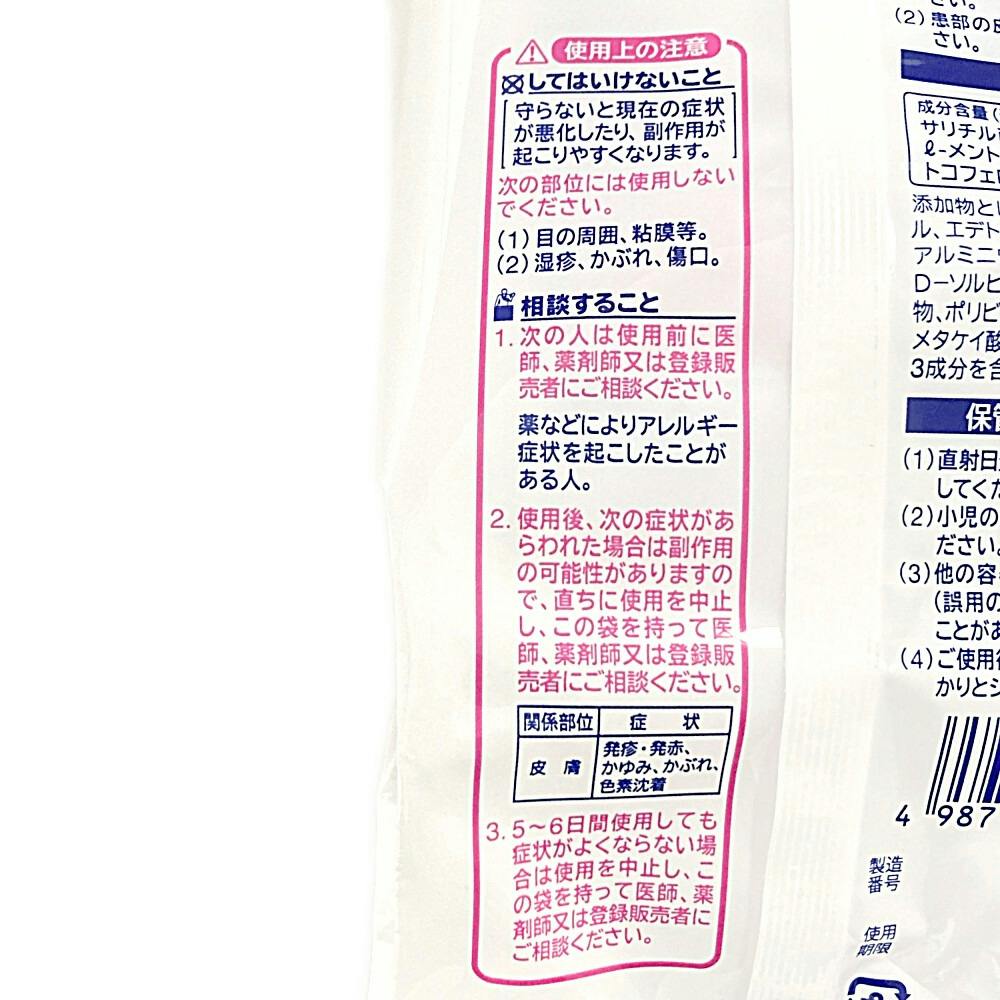 使用上の注意
してはいけないこと
守らないと現在の症状
が悪化したり、副作用が
起こりやすくなります。
次の部位には使用しない
でください。
(1)目の周囲、粘膜等。
(2)湿疹、かぶれ、傷口。
相談すること
1.次の人は使用前に医
師、薬剤師又は登録販
売者にご相談ください。
薬などによりアレルギー
症状を起こしたことが
ある人。
2.使用後、次の症状があ
らわれた場合は副作用
の可能性がありますの
で、直ちに使用を中止
し、この袋を持って医
師、薬剤師又は登録販
売者にご相談ください。
関係部位 症状
皮膚 発疹・発赤、
かゆみ、かぶれ、
色素沈着
3.5〜6日間使用しても
症状がよくならない場
合は使用を中止し、こ
の袋を持って医師、薬
剤師又は登録販売者に
ご相談ください。
(2)患部の
さい。
成分含量(
サリチル
ℓ-メント
トコフェ
添加物と
ル、エデト
アルミニ
D-ソルビ
物、ポリビ
メタケイ酸
3成分を含
保
(1)直射日
してくだ
(2)小児の
ださい。
(3)他の容
(誤用の
ことがあ
(4)ご使用後
かりとシ
4 987
製造
番号
使用
期限